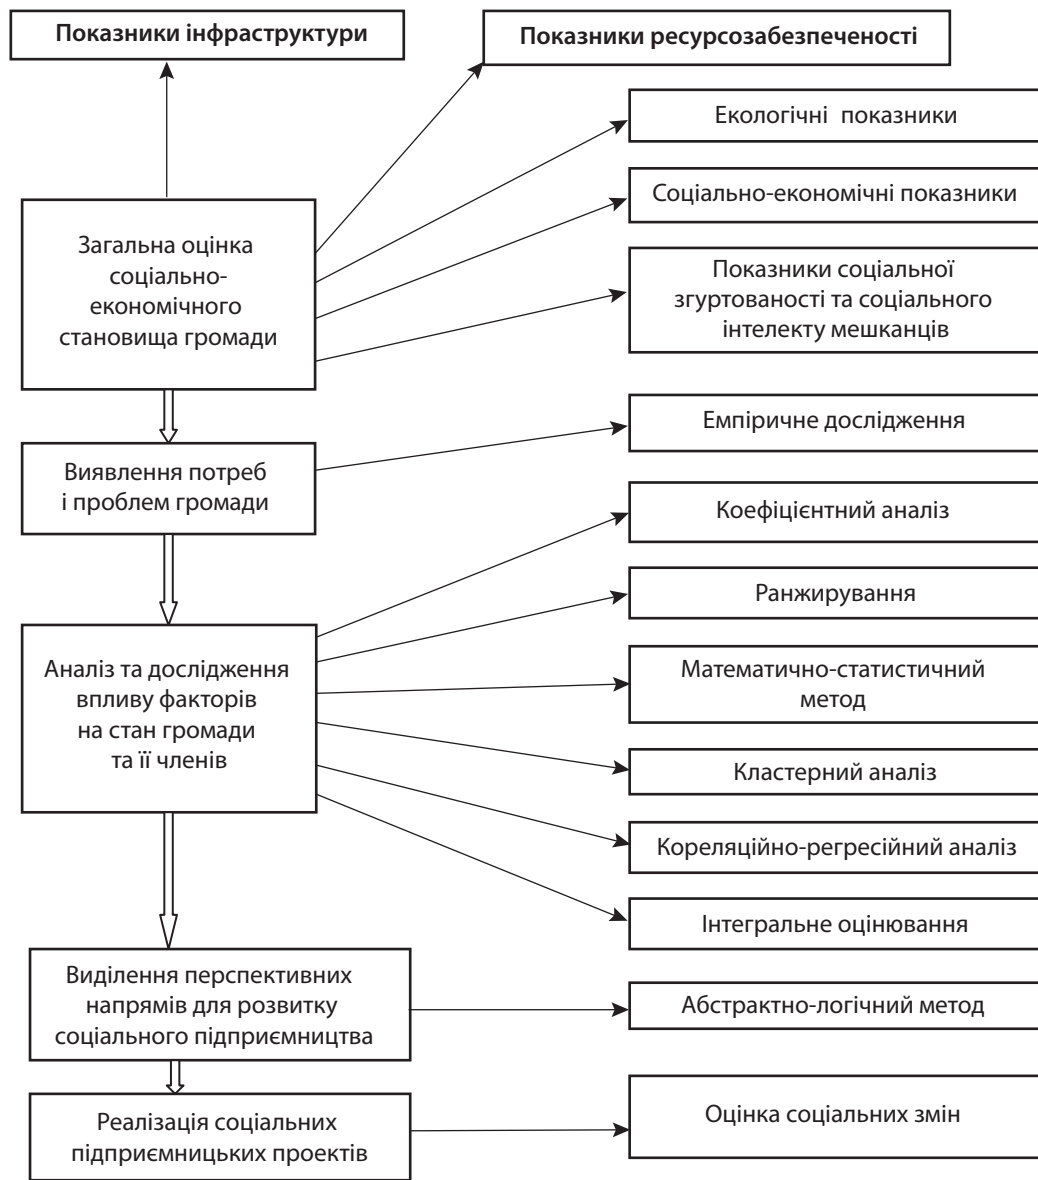 Показники інфраструктури
Показники ресурсозабезпеченості
Екологічні показники
Соціально-економічні показники
Загальна оцінка
соціально-
економічного
становища громади
Показники соціальної
згуртованості та соціального
інтелекту мешканців
Емпіричне дослідження
Виявлення потреб
і проблем громади
Коефіцієнтний аналіз
Ранжирування
Аналіз та дослідження
впливу факторів
на стан громади
та її членів
Математично-статистичний
метод
Кластерний аналіз
Кореляційно-регресійний аналіз
Інтегральне оцінювання
Виділення перспективних
напрямів для розвитку
соціального підприємництва
Абстрактно-логічний метод
Реалізація соціальних
підприємницьких проектів
Оцінка соціальних змін